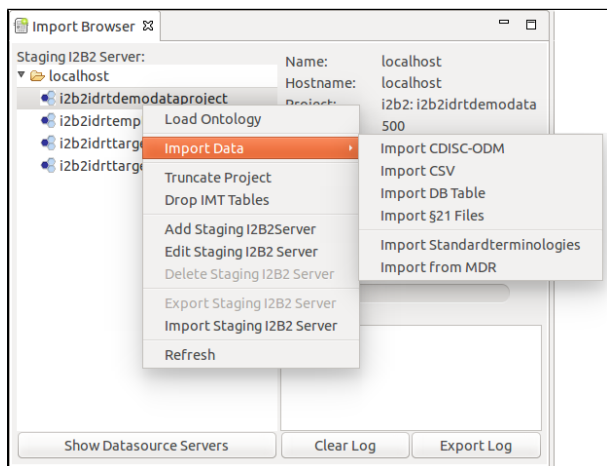 Import Browser
Staging I2B2 Server:
localhost
i2b2idrtdemodataproject
i2b2idrtemp
i2b2idrttarge
i2b2idrttarge
Name: localhost
Hostname: localhost
Project: i2b2: i2b2idrtdemodata
500
Load Ontology
Import Data
Truncate Project
Drop IMT Tables
Add Staging I2B2Server
Edit Staging I2B2 Server
Delete Staging I2B2 Server
Export Staging I2B2 Server
Import Staging I2B2 Server
Refresh
Import CDISC-ODM
Import CSV
Import DB Table
Import §21 Files
Import Standardterminologies
Import from MDR
Show Datasource Servers
Clear Log
Export Log